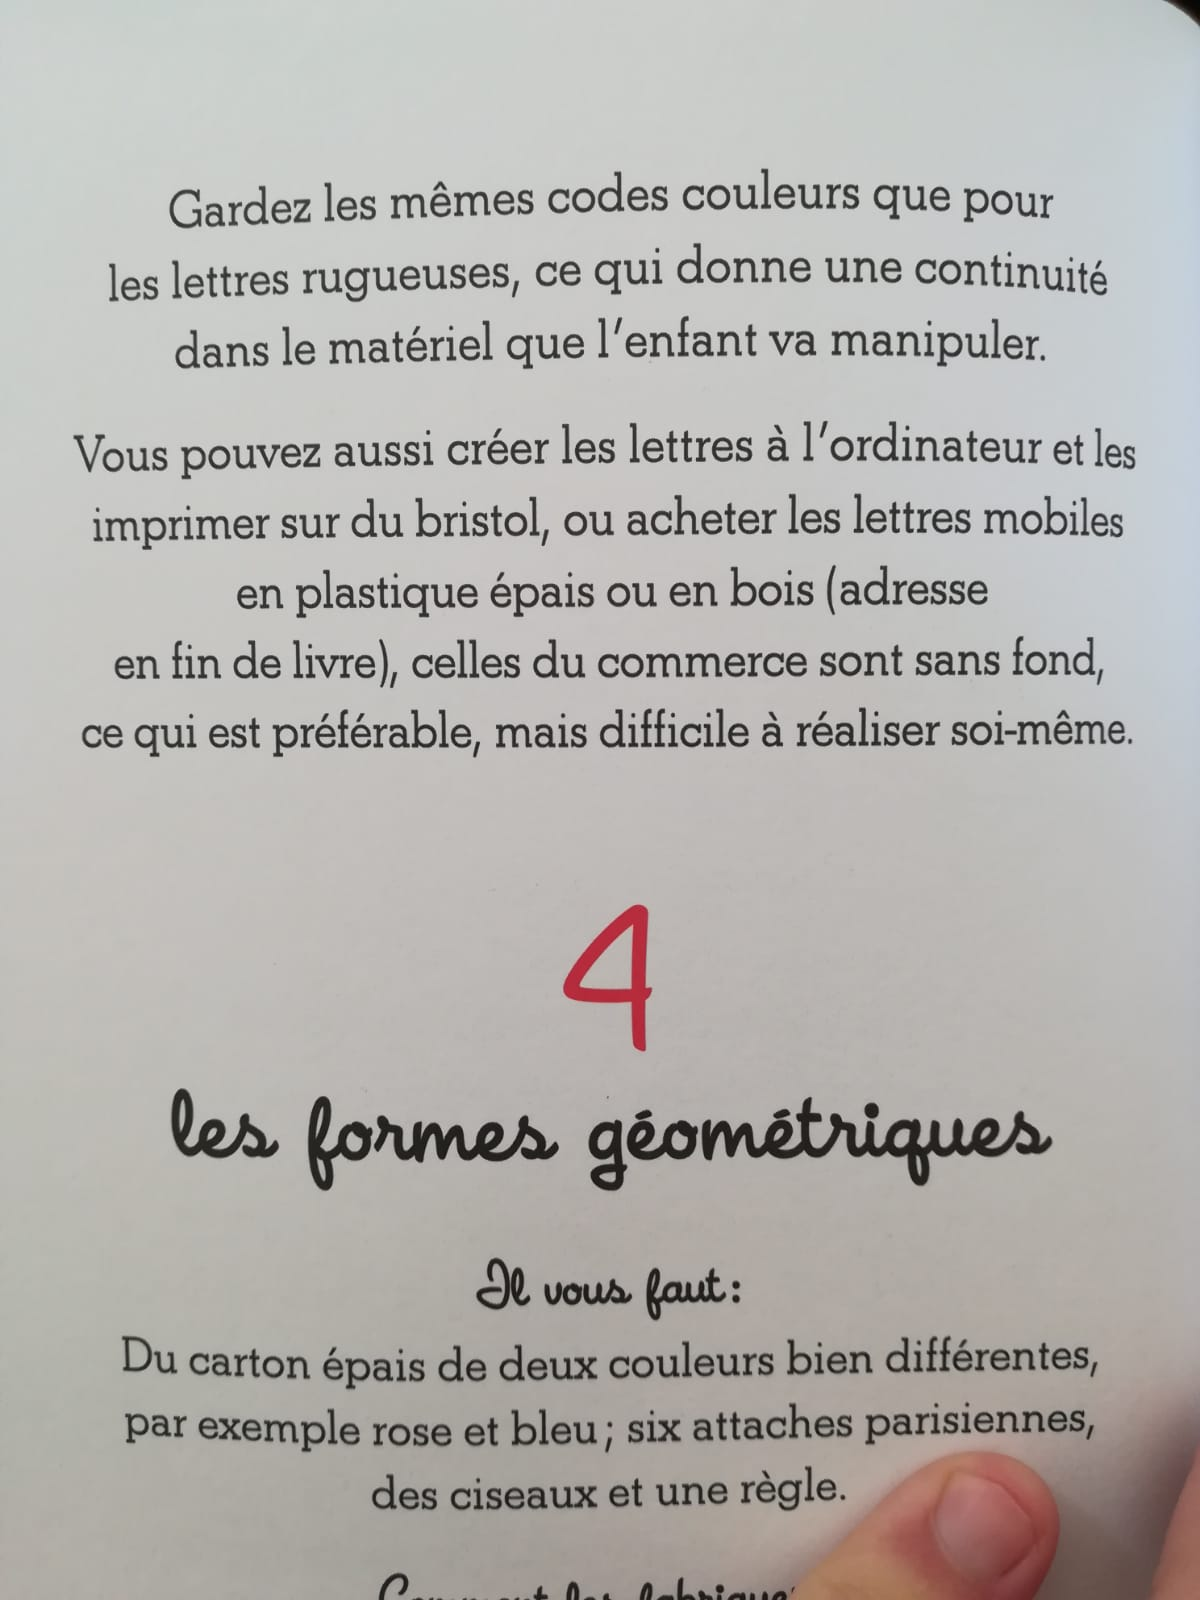 Gardez les mêmes codes couleurs que pour
les lettres rugueuses, ce qui donne une continuité
dans le matériel que l'enfant va manipuler.
Vous pouvez aussi créer les lettres à l'ordinateur et les
imprimer sur du bristol, ou acheter les lettres mobiles
en plastique épais ou en bois (adresse
en fin de livre), celles du commerce sont sans fond,
ce qui est préférable, mais difficile à réaliser soi-même.
4
les formes géométriques
Il vous faut :
Du carton épais de deux couleurs bien différentes,
par exemple rose et bleu ; six attaches parisiennes,
des ciseaux et une règle.
Comment les